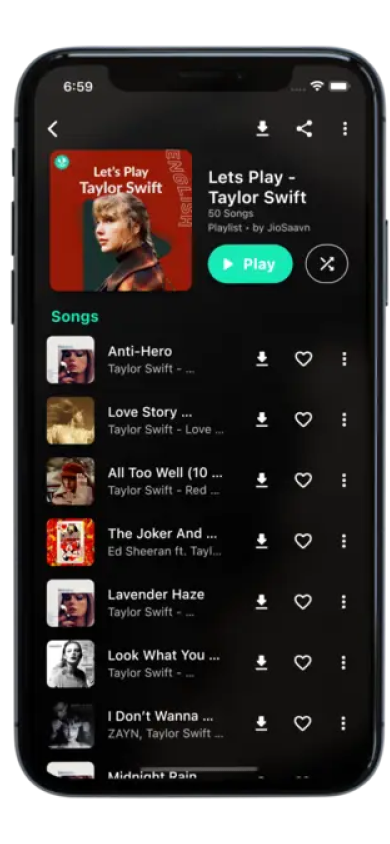 6:59
Let's Play
Taylor Swift
ENGLISH
Lets Play -
Taylor Swift
50 Songs
Playlist • by JioSaavn
Play
Songs
Anti-Hero
Taylor Swift - ...
Love Story ...
Taylor Swift - Love ...
All Too Well (10 ...
Taylor Swift - Red ...
The Joker And ...
Ed Sheeran ft. Tayl...
Lavender Haze
Taylor Swift - ...
Look What You ...
Taylor Swift - ...
I Don't Wanna ...
ZAYN, Taylor Swift ...
Midnight Rain